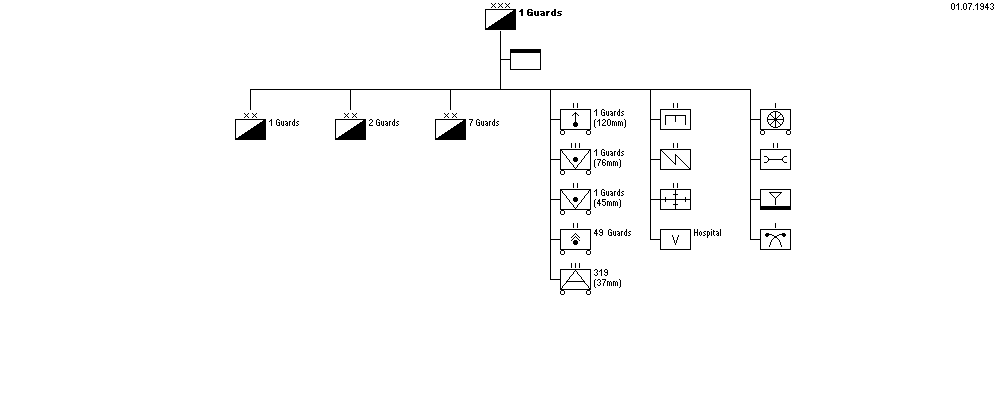 01.07.1943
XXX
1 Guards
XX
1 Guards
XX
2 Guards
XX
7 Guards
II
1 Guards
(120mm)
III
1 Guards
(76mm)
II
1 Guards
(45mm)
II
49 Guards
III
319
(37mm)
II
II
II
V
Hospital
I
II
I